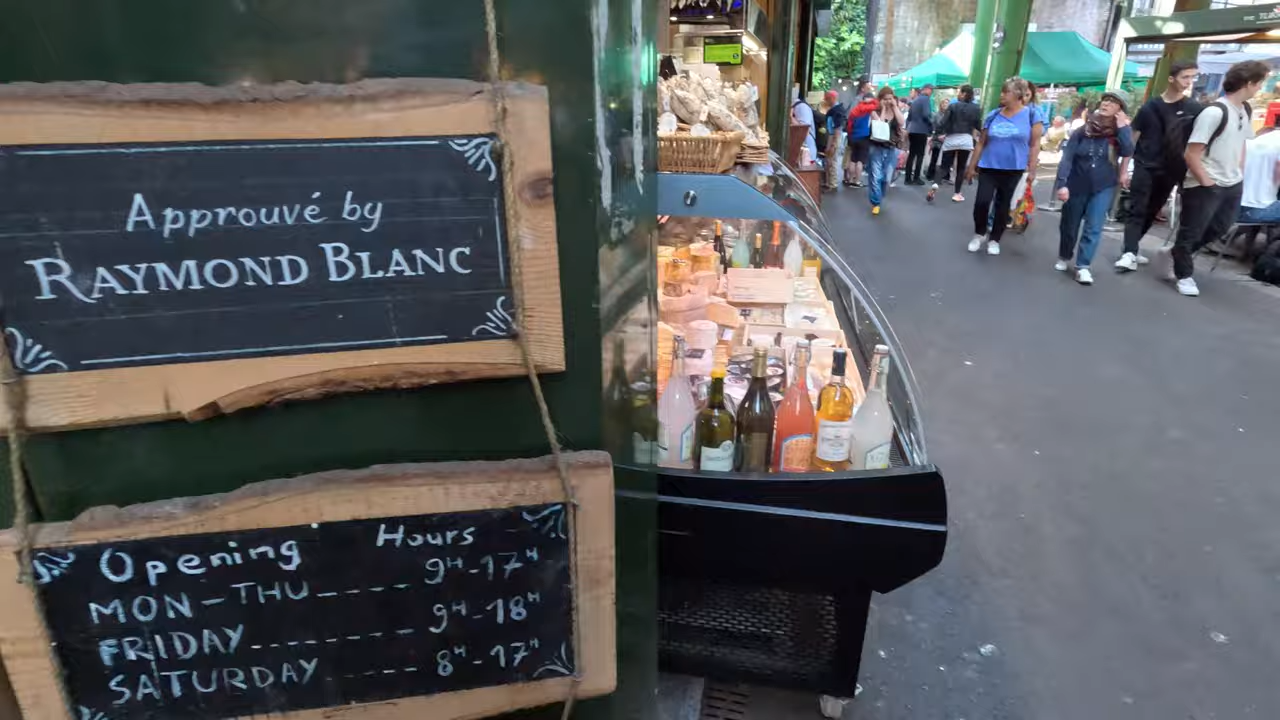 Approuvé by
RAYMOND BLANC
Opening Hours
MON-THU----- 9H-17H
FRIDAY-------- 9H-18H
SATURDAY----- 8H-17H